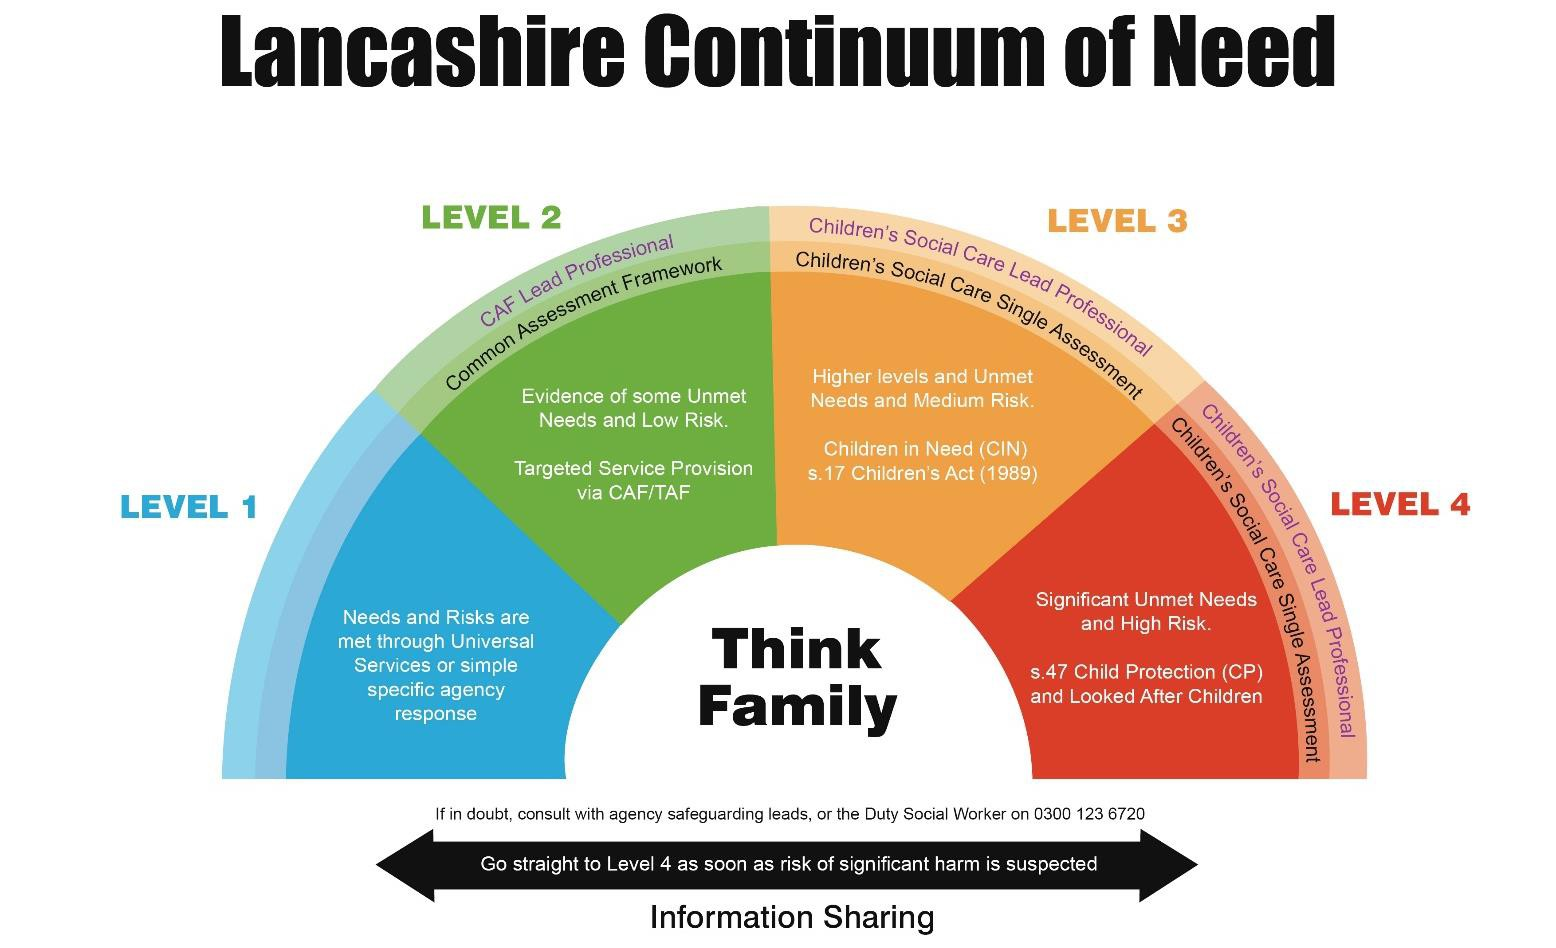 Lancashire Continuum of Need
LEVEL 1
Needs and Risks are
met through Universal
Services or simple
specific agency
response
LEVEL 2
CAF Lead Professional
Common Assessment Framework
Evidence of some Unmet
Needs and Low Risk.
Targeted Service Provision
via CAF/TAF
LEVEL 3
Children's Social Care Lead Professional
Children's Social Care Single Assessment
Higher levels and Unmet
Needs and Medium Risk.
Children in Need (CIN)
s.17 Children's Act (1989)
LEVEL 4
Children's Social Care Lead Professional
Children's Social Care Single Assessment
Significant Unmet Needs
and High Risk.
s.47 Child Protection (CP)
and Looked After Children
Think
Family
If in doubt, consult with agency safeguarding leads, or the Duty Social Worker on 0300 123 6720
Go straight to Level 4 as soon as risk of significant harm is suspected
Information Sharing